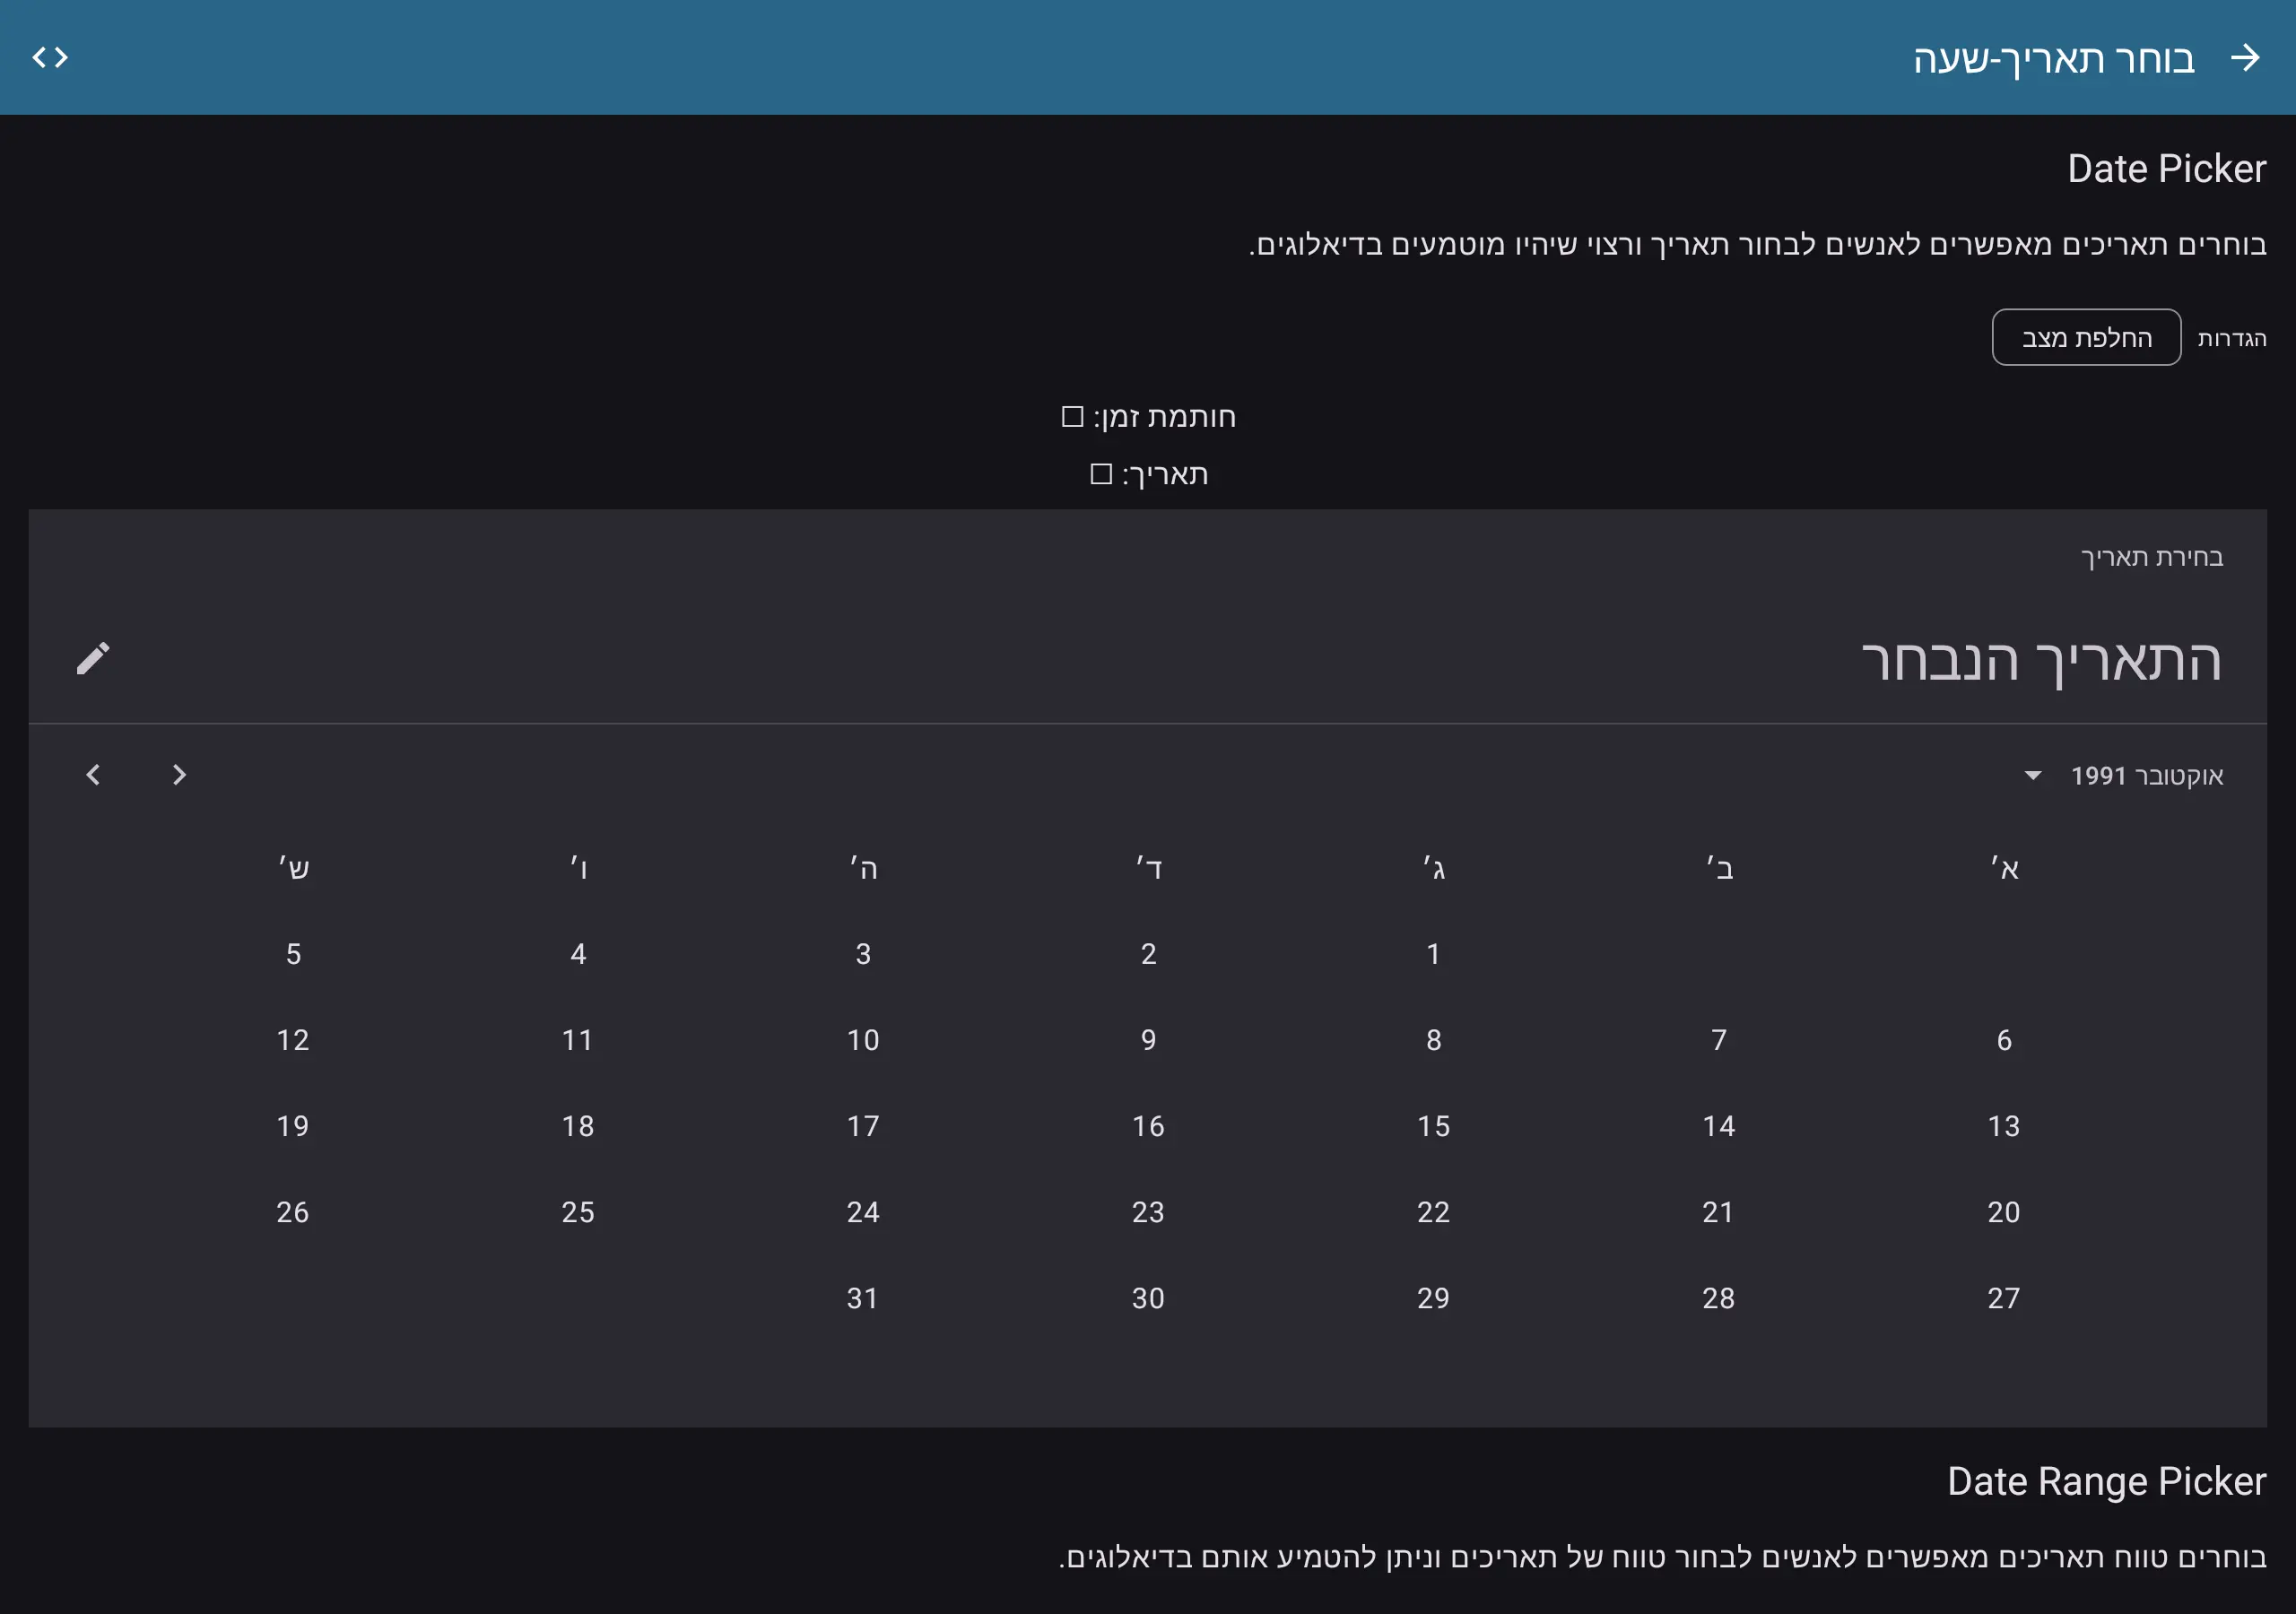 בוחר תאריך-שעה
Date Picker
בוחרים תאריכים מאפשרים לאנשים לבחור תאריך ורצוי שיהיו מוטמעים בדיאלוגים.
הגדרות החלפת מצב
חותמת זמן: □
תאריך: □
בחירת תאריך
התאריך הנבחר
אוקטובר 1991
א׳ ב׳ ג׳ ד׳ ה׳ ו׳ ש׳
1 2 3 4 5
6 7 8 9 10 11 12
13 14 15 16 17 18 19
20 21 22 23 24 25 26
27 28 29 30 31
Date Range Picker
בוחרים טווח תאריכים מאפשרים לאנשים לבחור טווח של תאריכים וניתן להטמיע אותם בדיאלוגים.